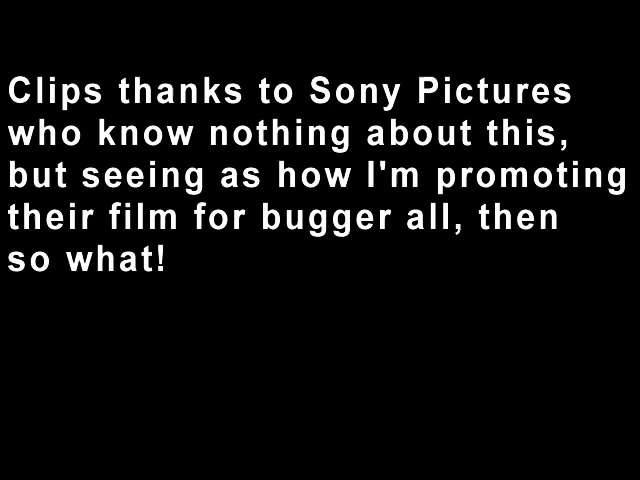 Clips thanks to Sony Pictures
who know nothing about this,
but seeing as how I'm promoting
their film for bugger all, then
so what!